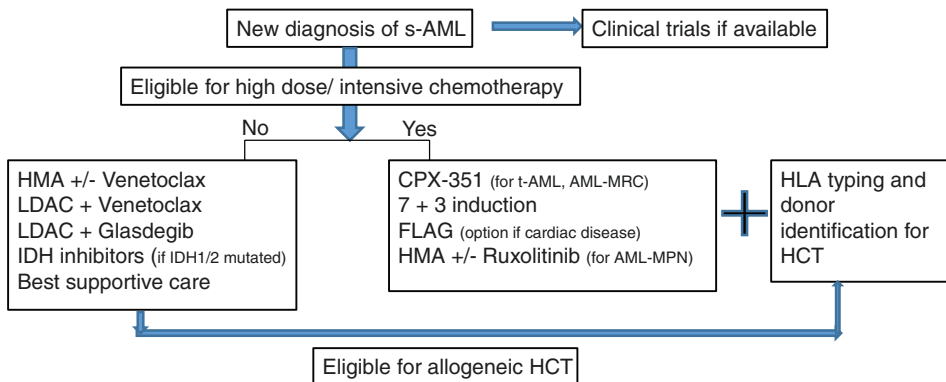 New diagnosis of s-AML
Clinical trials if available
Eligible for high dose/ intensive chemotherapy
No
Yes
HMA +/- Venetoclax
LDAC + Venetoclax
LDAC + Glasdegib
IDH inhibitors (if IDH1/2 mutated)
Best supportive care
CPX-351 (for t-AML, AML-MRC)
7 + 3 induction
FLAG (option if cardiac disease)
HMA +/- Ruxolitinib (for AML-MPN)
HLA typing and
donor
identification for
HCT
Eligible for allogeneic HCT